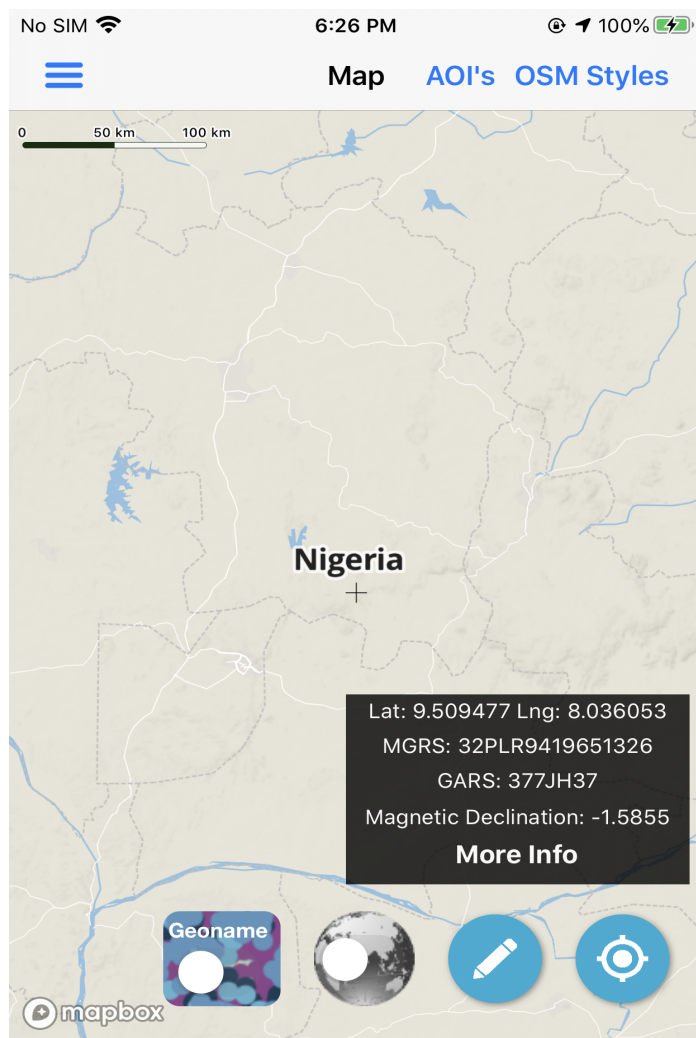 No SIM 6:26 PM 100%
Map AOI's OSM Styles
0 50 km 100 km
Nigeria
Lat: 9.509477 Lng: 8.036053
MGRS: 32PLR9419651326
GARS: 377JH37
Magnetic Declination: -1.5855
More Info
Geoname
mapbox